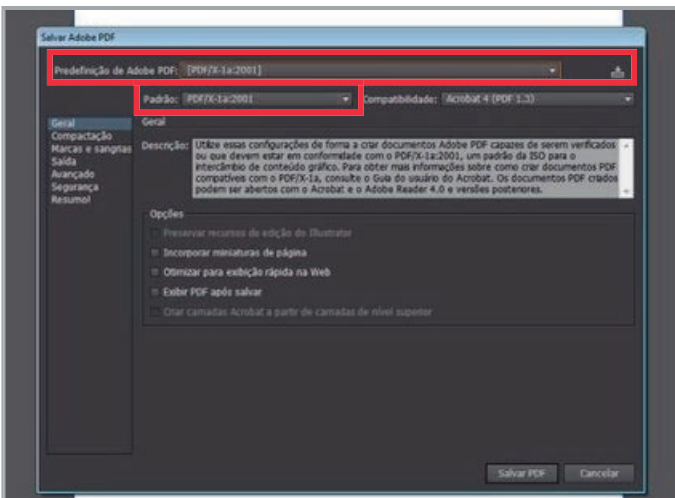 Salvar Adobe PDF
Predefinição de Adobe PDF: [PDF/X-1a:2001]
Padrão: PDF/X-1a:2001 Compatibilidade: Acrobat 4 (PDF 1.3)
Geral
Compactação
Marcas e sangrias
Saída
Avançado
Segurança
Resumol
Geral
Descrição: Utilize essas configurações de forma a criar documentos Adobe PDF capazes de serem verificados
ou que devem estar em conformidade com o PDF/X-1a:2001, um padrão da ISO para o
intercâmbio de conteúdo gráfico. Para obter mais informações sobre como criar documentos PDF
compatíveis com o PDF/X-1a, consulte o Guia do usuário do Acrobat. Os documentos PDF criados
podem ser abertos com o Acrobat e o Adobe Reader 4.0 e versões posteriores.
Opções
Preservar recursos de edição do Illustrator
Incorporar miniaturas de página
Otimizar para exibição rápida na Web
Exibir PDF após salvar
Criar camadas Acrobat a partir de camadas de nível superior
Salvar PDF Cancelar